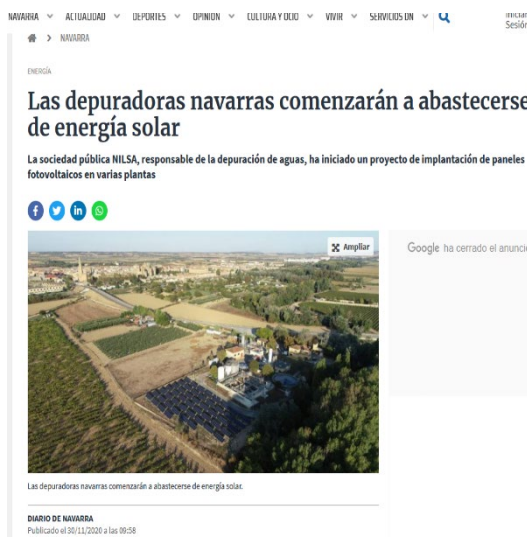 NAVARRA ACTUALIDAD DEPORTES OPINIÓN CULTURA Y OCIO VIVIR SERVICIOS DN Iniciar
Sesión
> NAVARRA
ENERGÍA
Las depuradoras navarras comenzarán a abastecerse
de energía solar
La sociedad pública NILSA, responsable de la depuración de aguas, ha iniciado un proyecto de implantación de paneles
fotovoltaicos en varias plantas
Ampliar
Google ha cerrado el anuncio
Las depuradoras navarras comenzarán a abastecerse de energía solar.
DIARIO DE NAVARRA
Publicado el 30/11/2020 a las 09:58